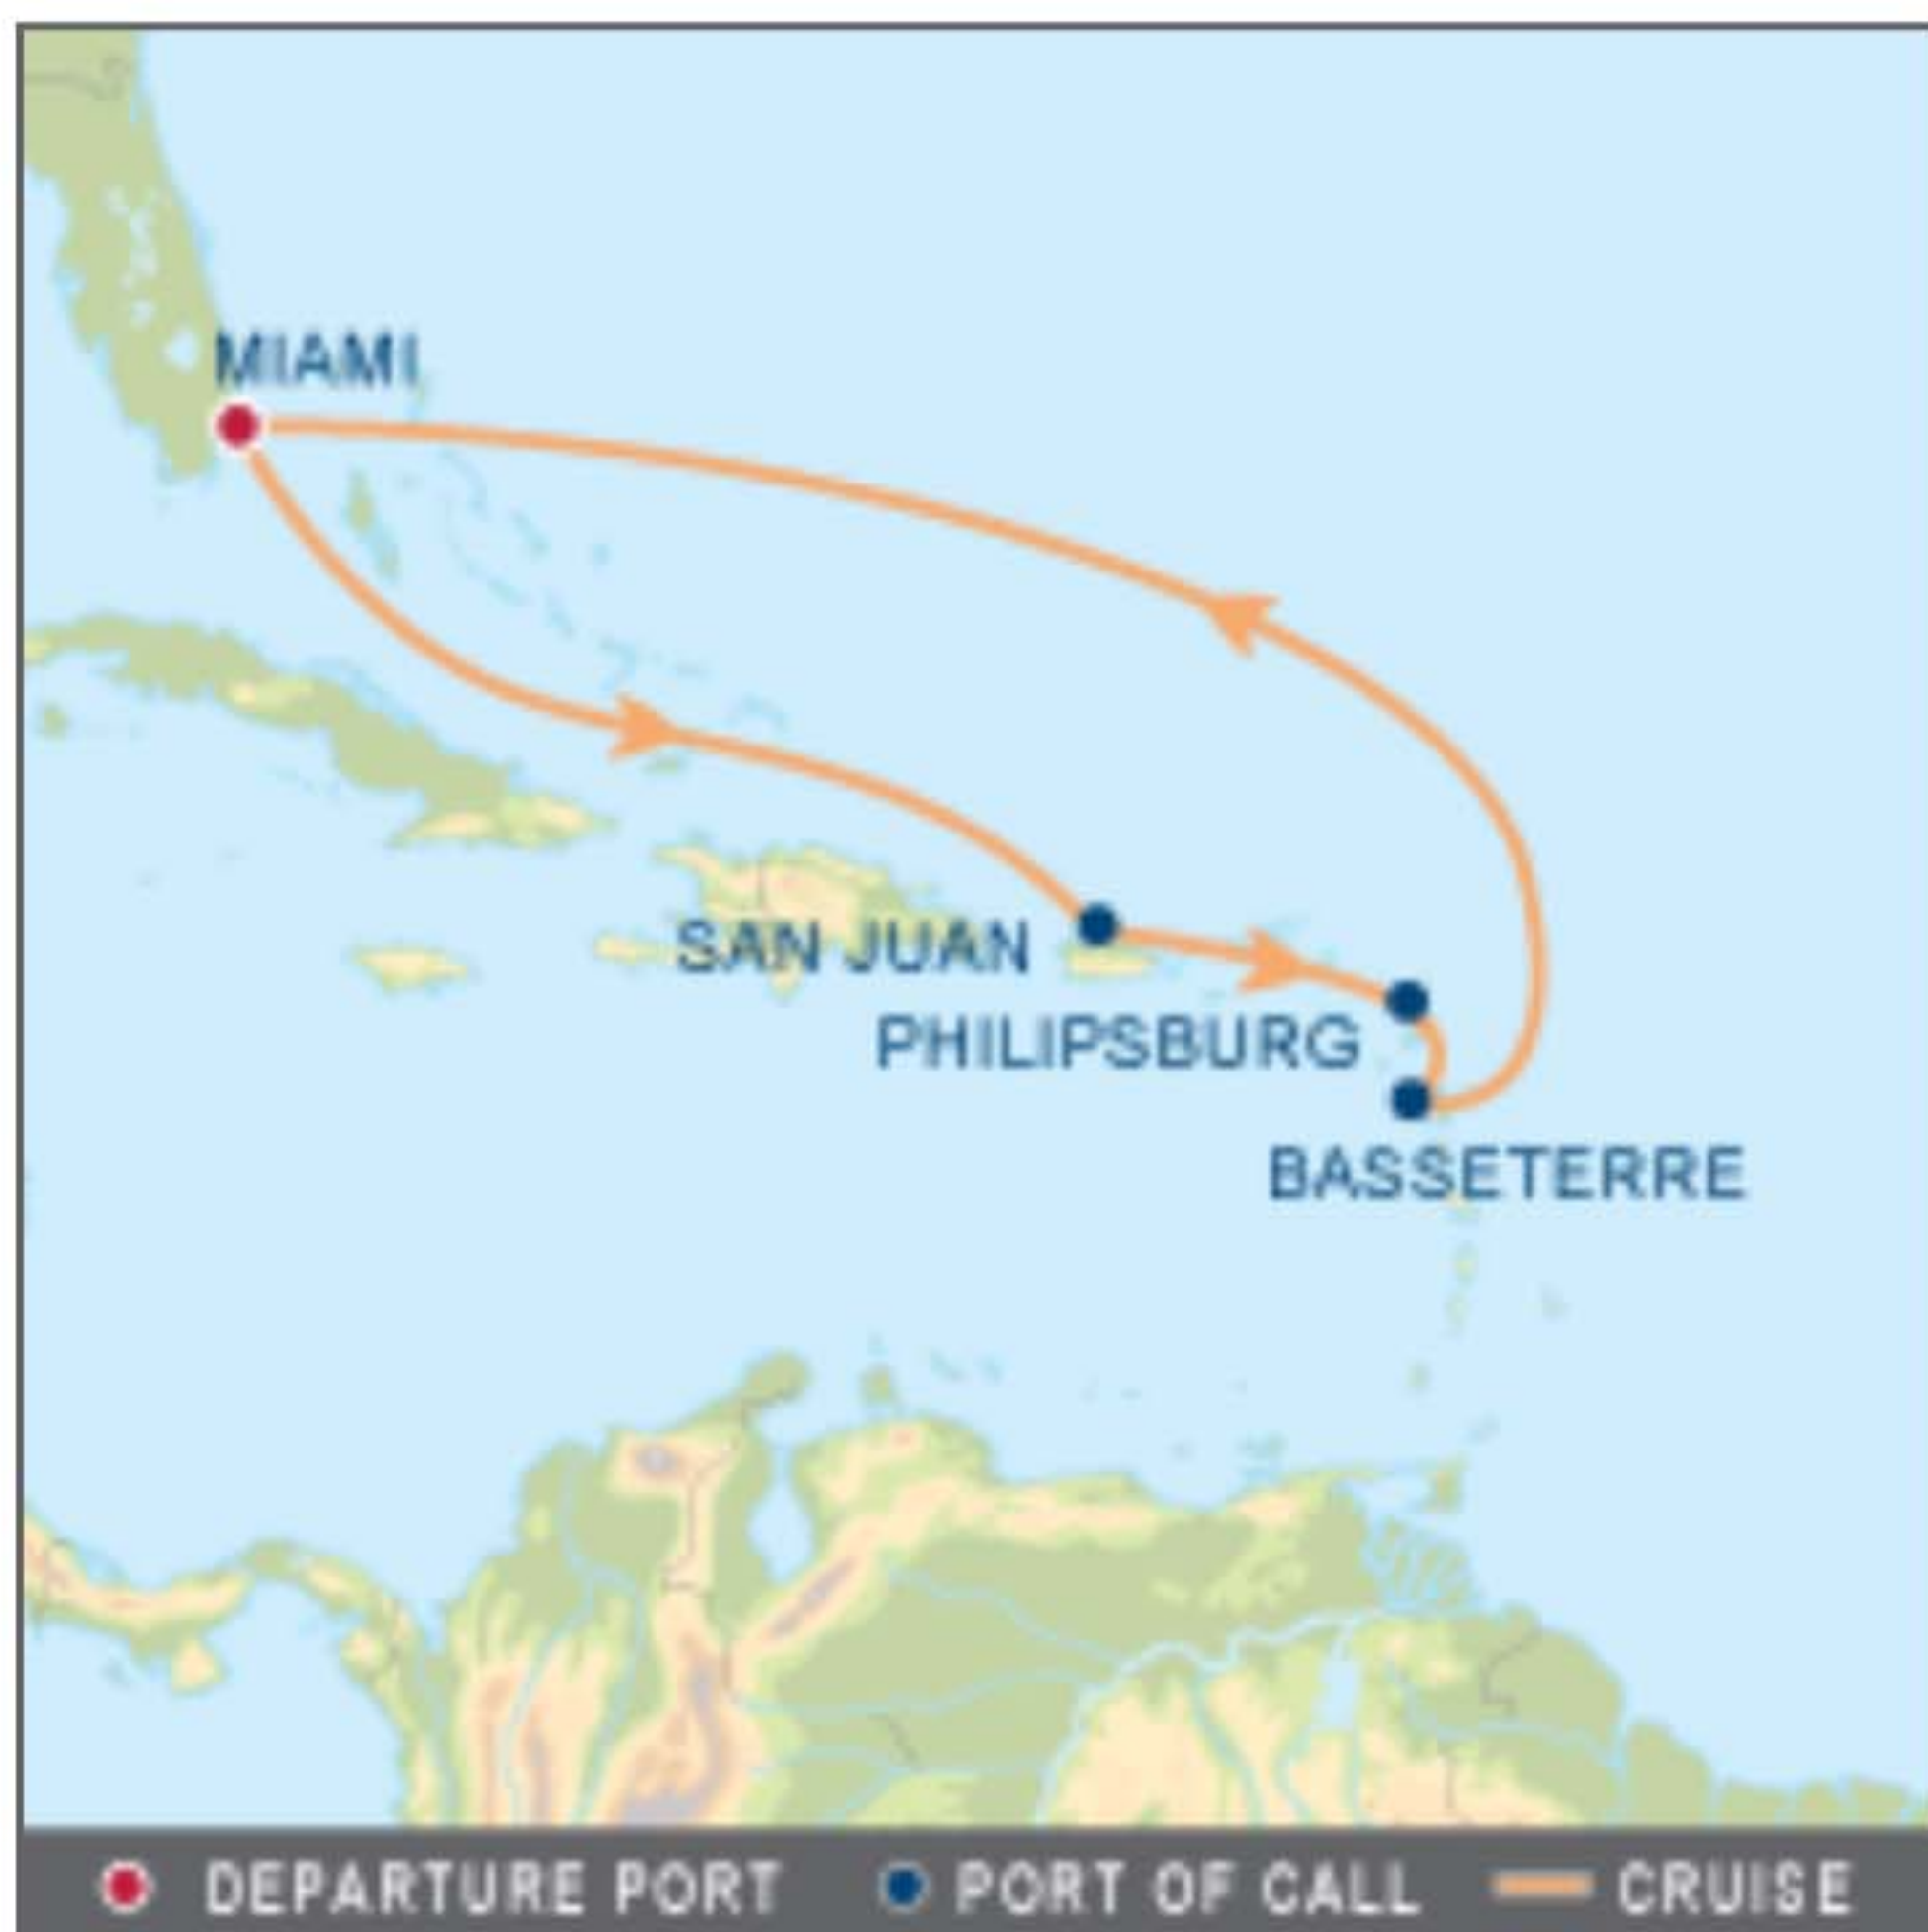 MIAMI
SAN JUAN
PHILIPSBURG
BASSETERRE
DEPARTURE PORT PORT OF CALL CRUISE